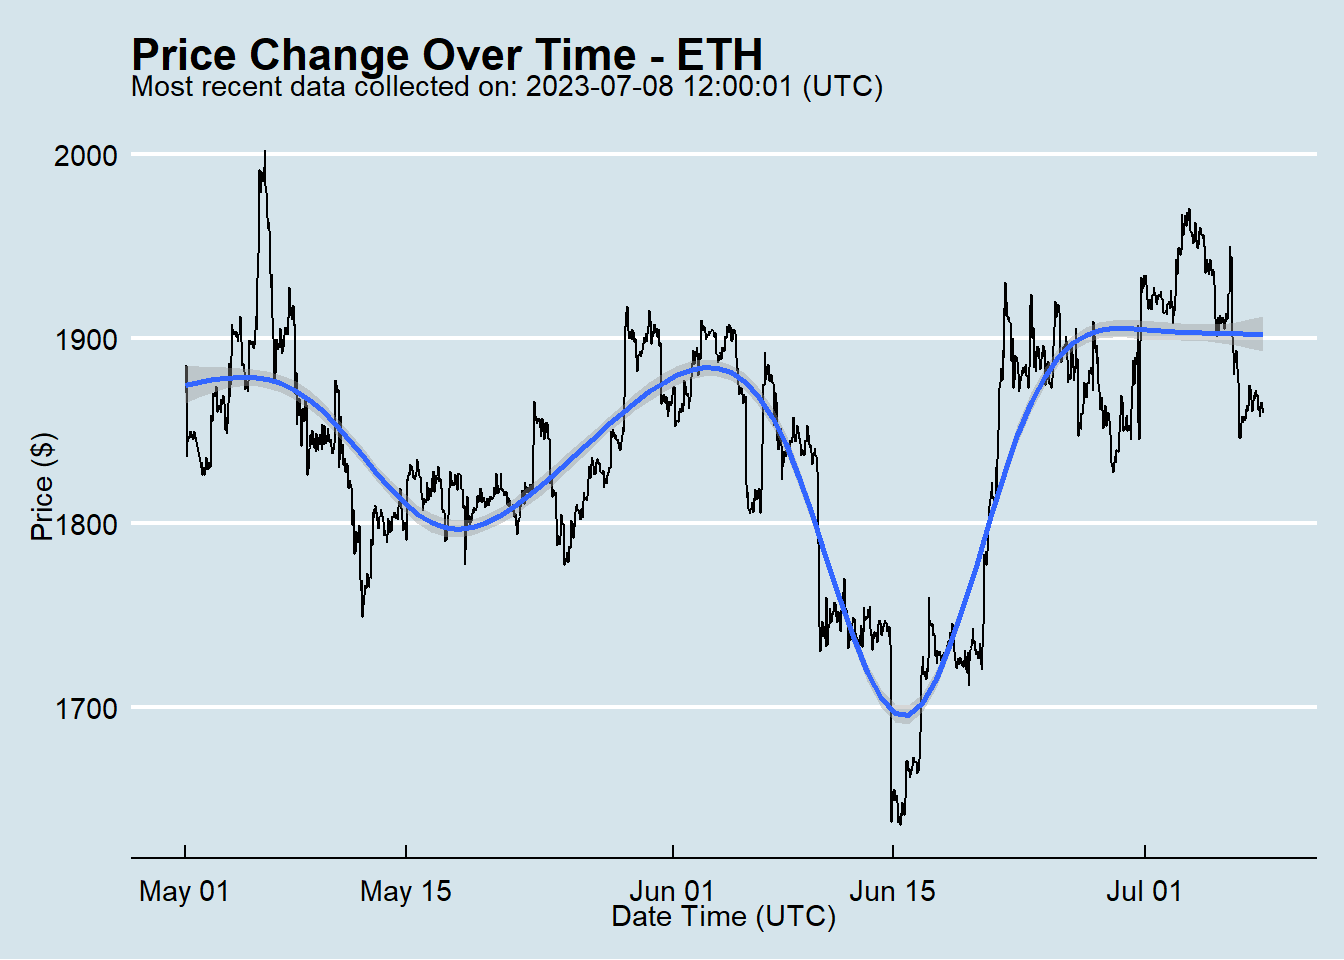 Price Change Over Time - ETH
Most recent data collected on: 2023-07-08 12:00:01 (UTC)
2000
1900
1800
1700
Price ($)
May 01 May 15 Jun 01 Jun 15 Jul 01
Date Time (UTC)